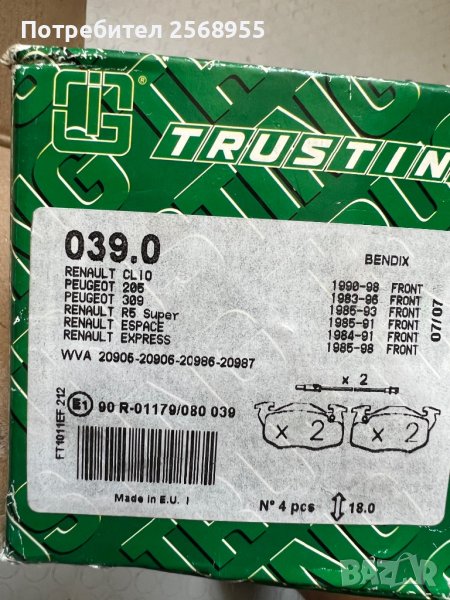 Потребител 2568955
®
TRUSTIN
039.0
BENDIX
RENAULT CLIO 1990-98 FRONT
PEUGEOT 205 1983-96 FRONT
PEUGEOT 309 1985-93 FRONT
RENAULT R5 Super 1985-91 FRONT
RENAULT ESPACE 1984-91 FRONT
RENAULT EXPRESS 1985-98 FRONT
07/07
WVA 20905-20906-20986-20987
x 2
E1 90 R-01179/080 039
x 2 x 2
FT1011EF 212
Made in E.U. I
N° 4 pcs 18.0
BAZAR